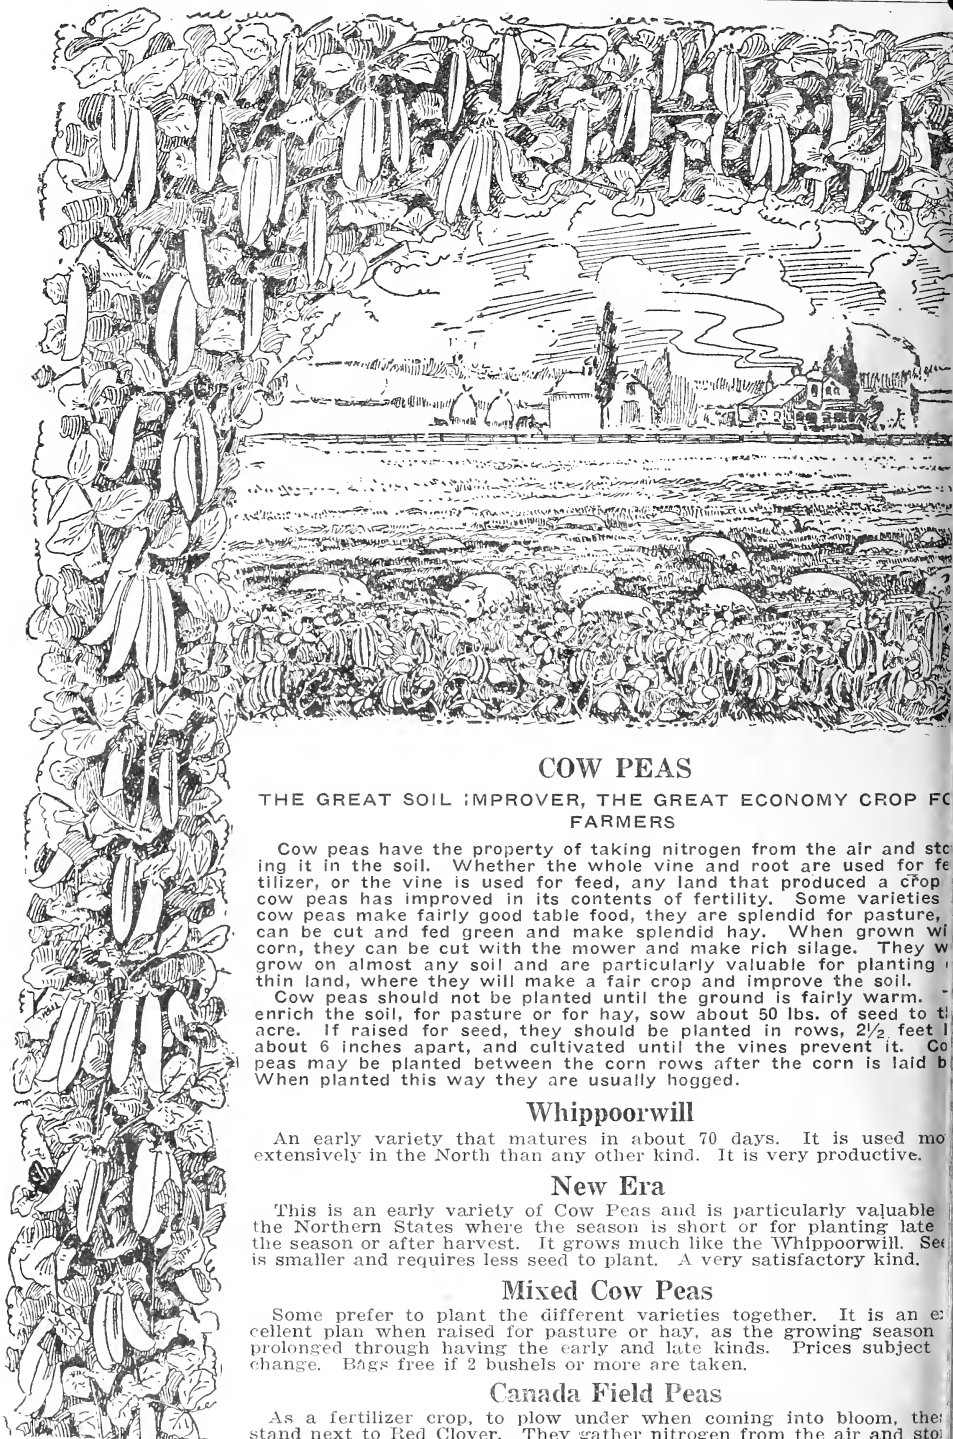 COW PEAS
THE GREAT SOIL IMPROVER, THE GREAT ECONOMY CROP
FARMERS
Cow peas have the property of taking nitrogen from the air and
ing it in the soil. Whether the whole vine and root are used for
tilizer, or the vine is used for feed, any land that produced a crop
cow peas has improved in its contents of fertility. Some varieties
cow peas make fairly good table food, they are splendid for pasture,
can be cut and fed green and make splendid hay. When grown
corn, they can be cut with the mower and make rich silage. They
grow on almost any soil and are particularly valuable for planting
thin land, where they will make a fair crop and improve the soil.
Cow peas should not be planted until the ground is fairly warm.
enrich the soil, for pasture or for hay, sow about 50 lbs. of seed to
acre. If raised for seed, they should be planted in rows, 2½ feet
about 6 inches apart, and cultivated until the vines prevent it.
peas may be planted between the corn rows after the corn is laid
When planted this way they are usually hogged.
Whippoorwill
An early variety that matures in about 70 days. It is used
extensively in the North than any other kind. It is very productive.
New Era
This is an early variety of Cow Peas and is particularly valuable
the Northern States where the season is short or for planting late
the season or after harvest. It grows much like the Whippoorwill.
is smaller and requires less seed to plant. A very satisfactory kind.
Mixed Cow Peas
Some prefer to plant the different varieties together. It is an
cellent plan when raised for pasture or hay, as the growing season
prolonged through having the early and late kinds. Prices subject
change. Bags free if 2 bushels or more are taken.
Canada Field Peas
As a fertilizer crop, to plow under when coming into bloom,
stand next to Red Clover. They gather nitrogen from the air and